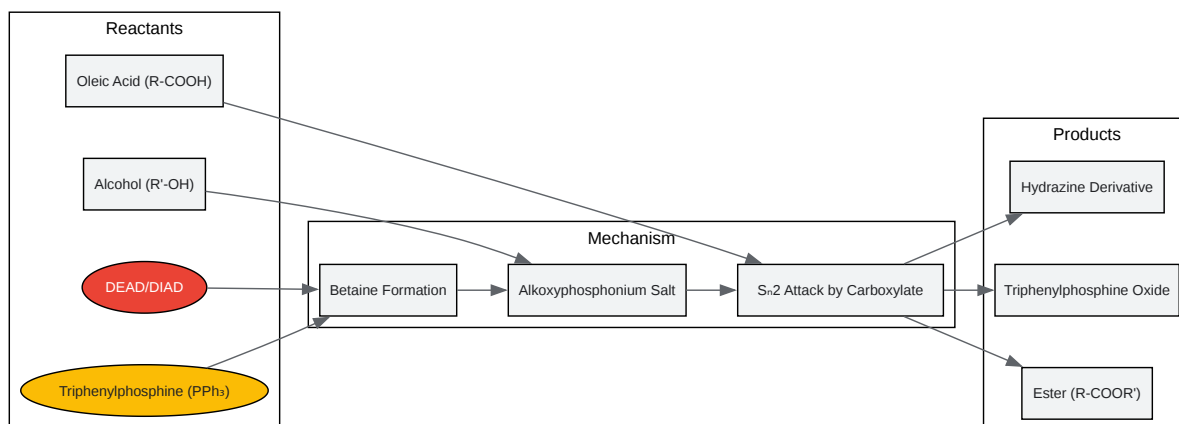 Reactants
Oleic Acid (R-COOH)
Alcohol (R'-OH)
DEAD/DIAD
Triphenylphosphine (PPh₃)
Mechanism
Betaine Formation
Alkoxyphosphonium Salt
Sₙ2 Attack by Carboxylate
Products
Hydrazine Derivative
Triphenylphosphine Oxide
Ester (R-COOR')